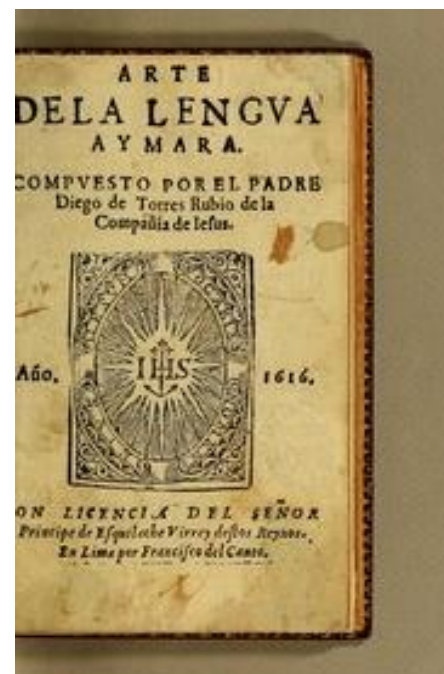 ARTE
DELA LENGVA
AYMARA.
COMPVESTO POR EL PADRE
Diego de Torres Rubio de la
Compañia de Iesus.
IHS
Año. 1616.
ON LICENCIA DEL SEÑOR
Principe de Esquilache Virrey destos Reynos.
En Lima por Francisco del Canto.